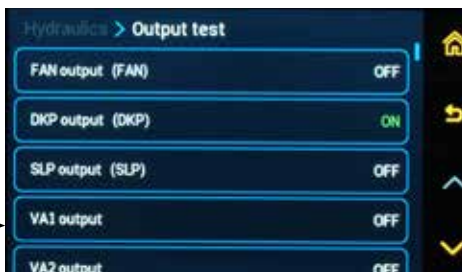 Hydraulics > Output test
FAN output (FAN) OFF
DKP output (DKP) ON
SLP output (SLP) OFF
VA1 output OFF
VA2 output OFF